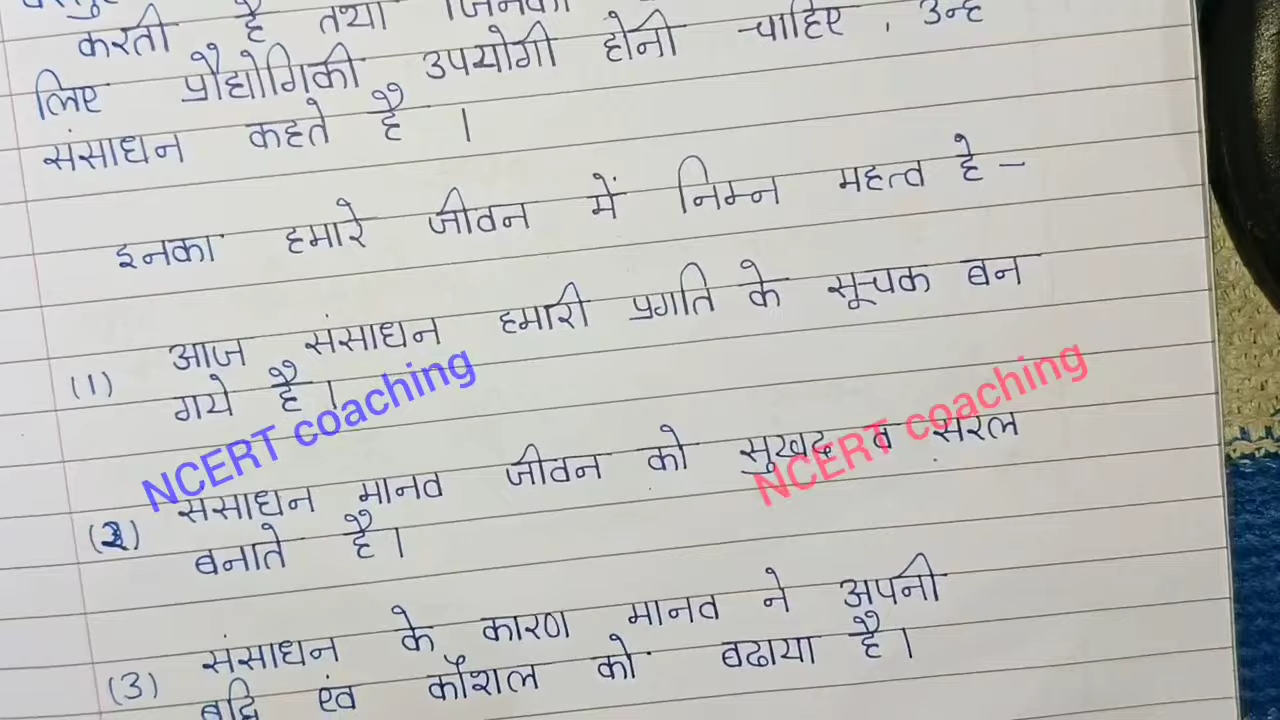 करती है तथा जिनका
लिए प्रौद्योगिकी उपयोगी होनी चाहिए , उन्हे
संसाधन कहते है ।
इनका हमारे जीवन में निम्न महत्व है –
(1) आज संसाधन हमारी प्रगति के सूचक बन
गये है ।
NCERT coaching
NCERT coaching
(2) संसाधन मानव जीवन को सुखद व सरल
बनाते है ।
(3) संसाधन के कारण मानव ने अपनी
एंव कौशल को बढाया है ।